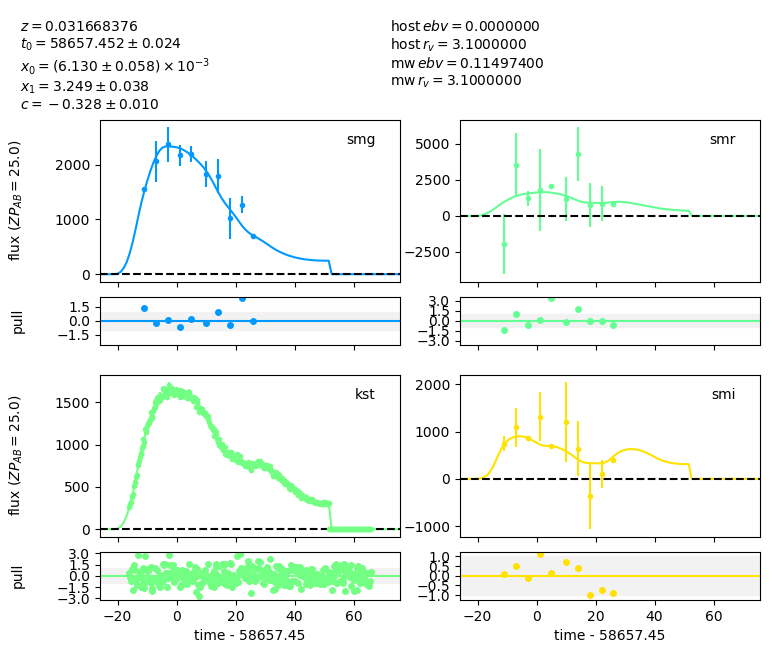 z = 0.031668376
t₀ = 58657.452 ± 0.024
x₀ = (6.130 ± 0.058) × 10⁻³
x₁ = 3.249 ± 0.038
c = −0.328 ± 0.010
host ebv = 0.0000000
host r_v = 3.1000000
mw ebv = 0.11497400
mw r_v = 3.1000000
flux (ZP_AB = 25.0)
2000
1000
0
smg
5000
2500
0
−2500
smr
pull
1.5
0.0
−1.5
3.0
1.5
0.0
−1.5
−3.0
flux (ZP_AB = 25.0)
1500
1000
500
0
kst
2000
1000
0
−1000
smi
pull
3.0
1.5
0.0
−1.5
−3.0
1.0
0.5
0.0
−0.5
−1.0
−20 0 20 40 60
−20 0 20 40 60
time - 58657.45
time - 58657.45